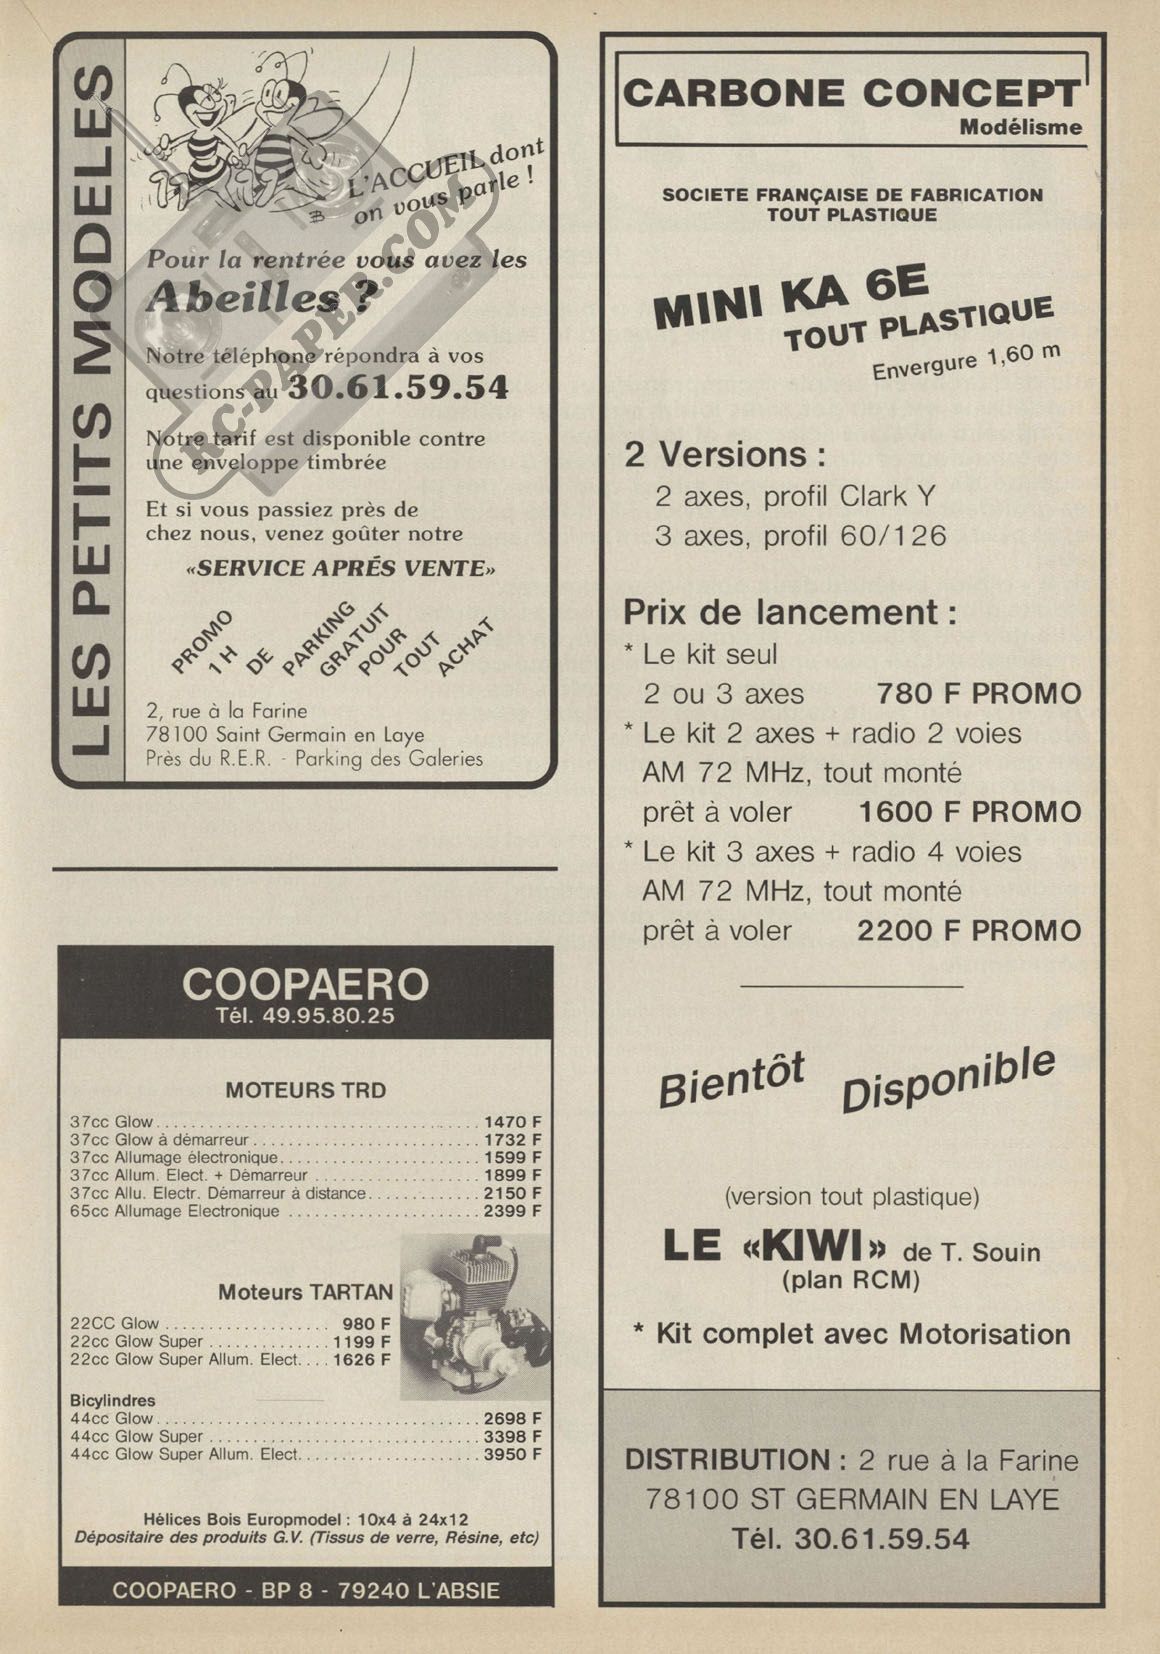 LES PETITS MODELES
L'ACCUEIL dont
on vous parle !
Pour la rentrée vous avez les
Abeilles ?
Notre téléphone répondra à vos
questions au 30.61.59.54
Notre tarif est disponible contre
une enveloppe timbrée
Et si vous passiez près de
chez nous, venez goûter notre
«SERVICE APRÉS VENTE»
PROMO
1 H
DE
PARKING
GRATUIT
POUR
TOUT
ACHAT
2, rue à la Farine
78100 Saint Germain en Laye
Près du R.E.R. - Parking des Galeries
RC-PAPER.COM
COOPAERO
Tél. 49.95.80.25
MOTEURS TRD
37cc Glow 1470 F
37cc Glow à démarreur 1732 F
37cc Allumage électronique 1599 F
37cc Allum. Elect. + Démarreur 1899 F
37cc Allu. Electr. Démarreur à distance 2150 F
65cc Allumage Electronique 2399 F
Moteurs TARTAN
22CC Glow 980 F
22cc Glow Super 1199 F
22cc Glow Super Allum. Elect. 1626 F
Bicylindres
44cc Glow 2698 F
44cc Glow Super 3398 F
44cc Glow Super Allum. Elect. 3950 F
Hélices Bois Europmodel : 10x4 à 24x12
Dépositaire des produits G.V. (Tissus de verre, Résine, etc)
COOPAERO - BP 8 - 79240 L'ABSIE
CARBONE CONCEPT
Modélisme
SOCIETE FRANÇAISE DE FABRICATION
TOUT PLASTIQUE
MINI KA 6E
TOUT PLASTIQUE
Envergure 1,60 m
2 Versions :
2 axes, profil Clark Y
3 axes, profil 60/126
Prix de lancement :
* Le kit seul
2 ou 3 axes 780 F PROMO
* Le kit 2 axes + radio 2 voies
AM 72 MHz, tout monté
prêt à voler 1600 F PROMO
* Le kit 3 axes + radio 4 voies
AM 72 MHz, tout monté
prêt à voler 2200 F PROMO
Bientôt Disponible
(version tout plastique)
LE «KIWI» de T. Souin
(plan RCM)
* Kit complet avec Motorisation
DISTRIBUTION : 2 rue à la Farine
78100 ST GERMAIN EN LAYE
Tél. 30.61.59.54